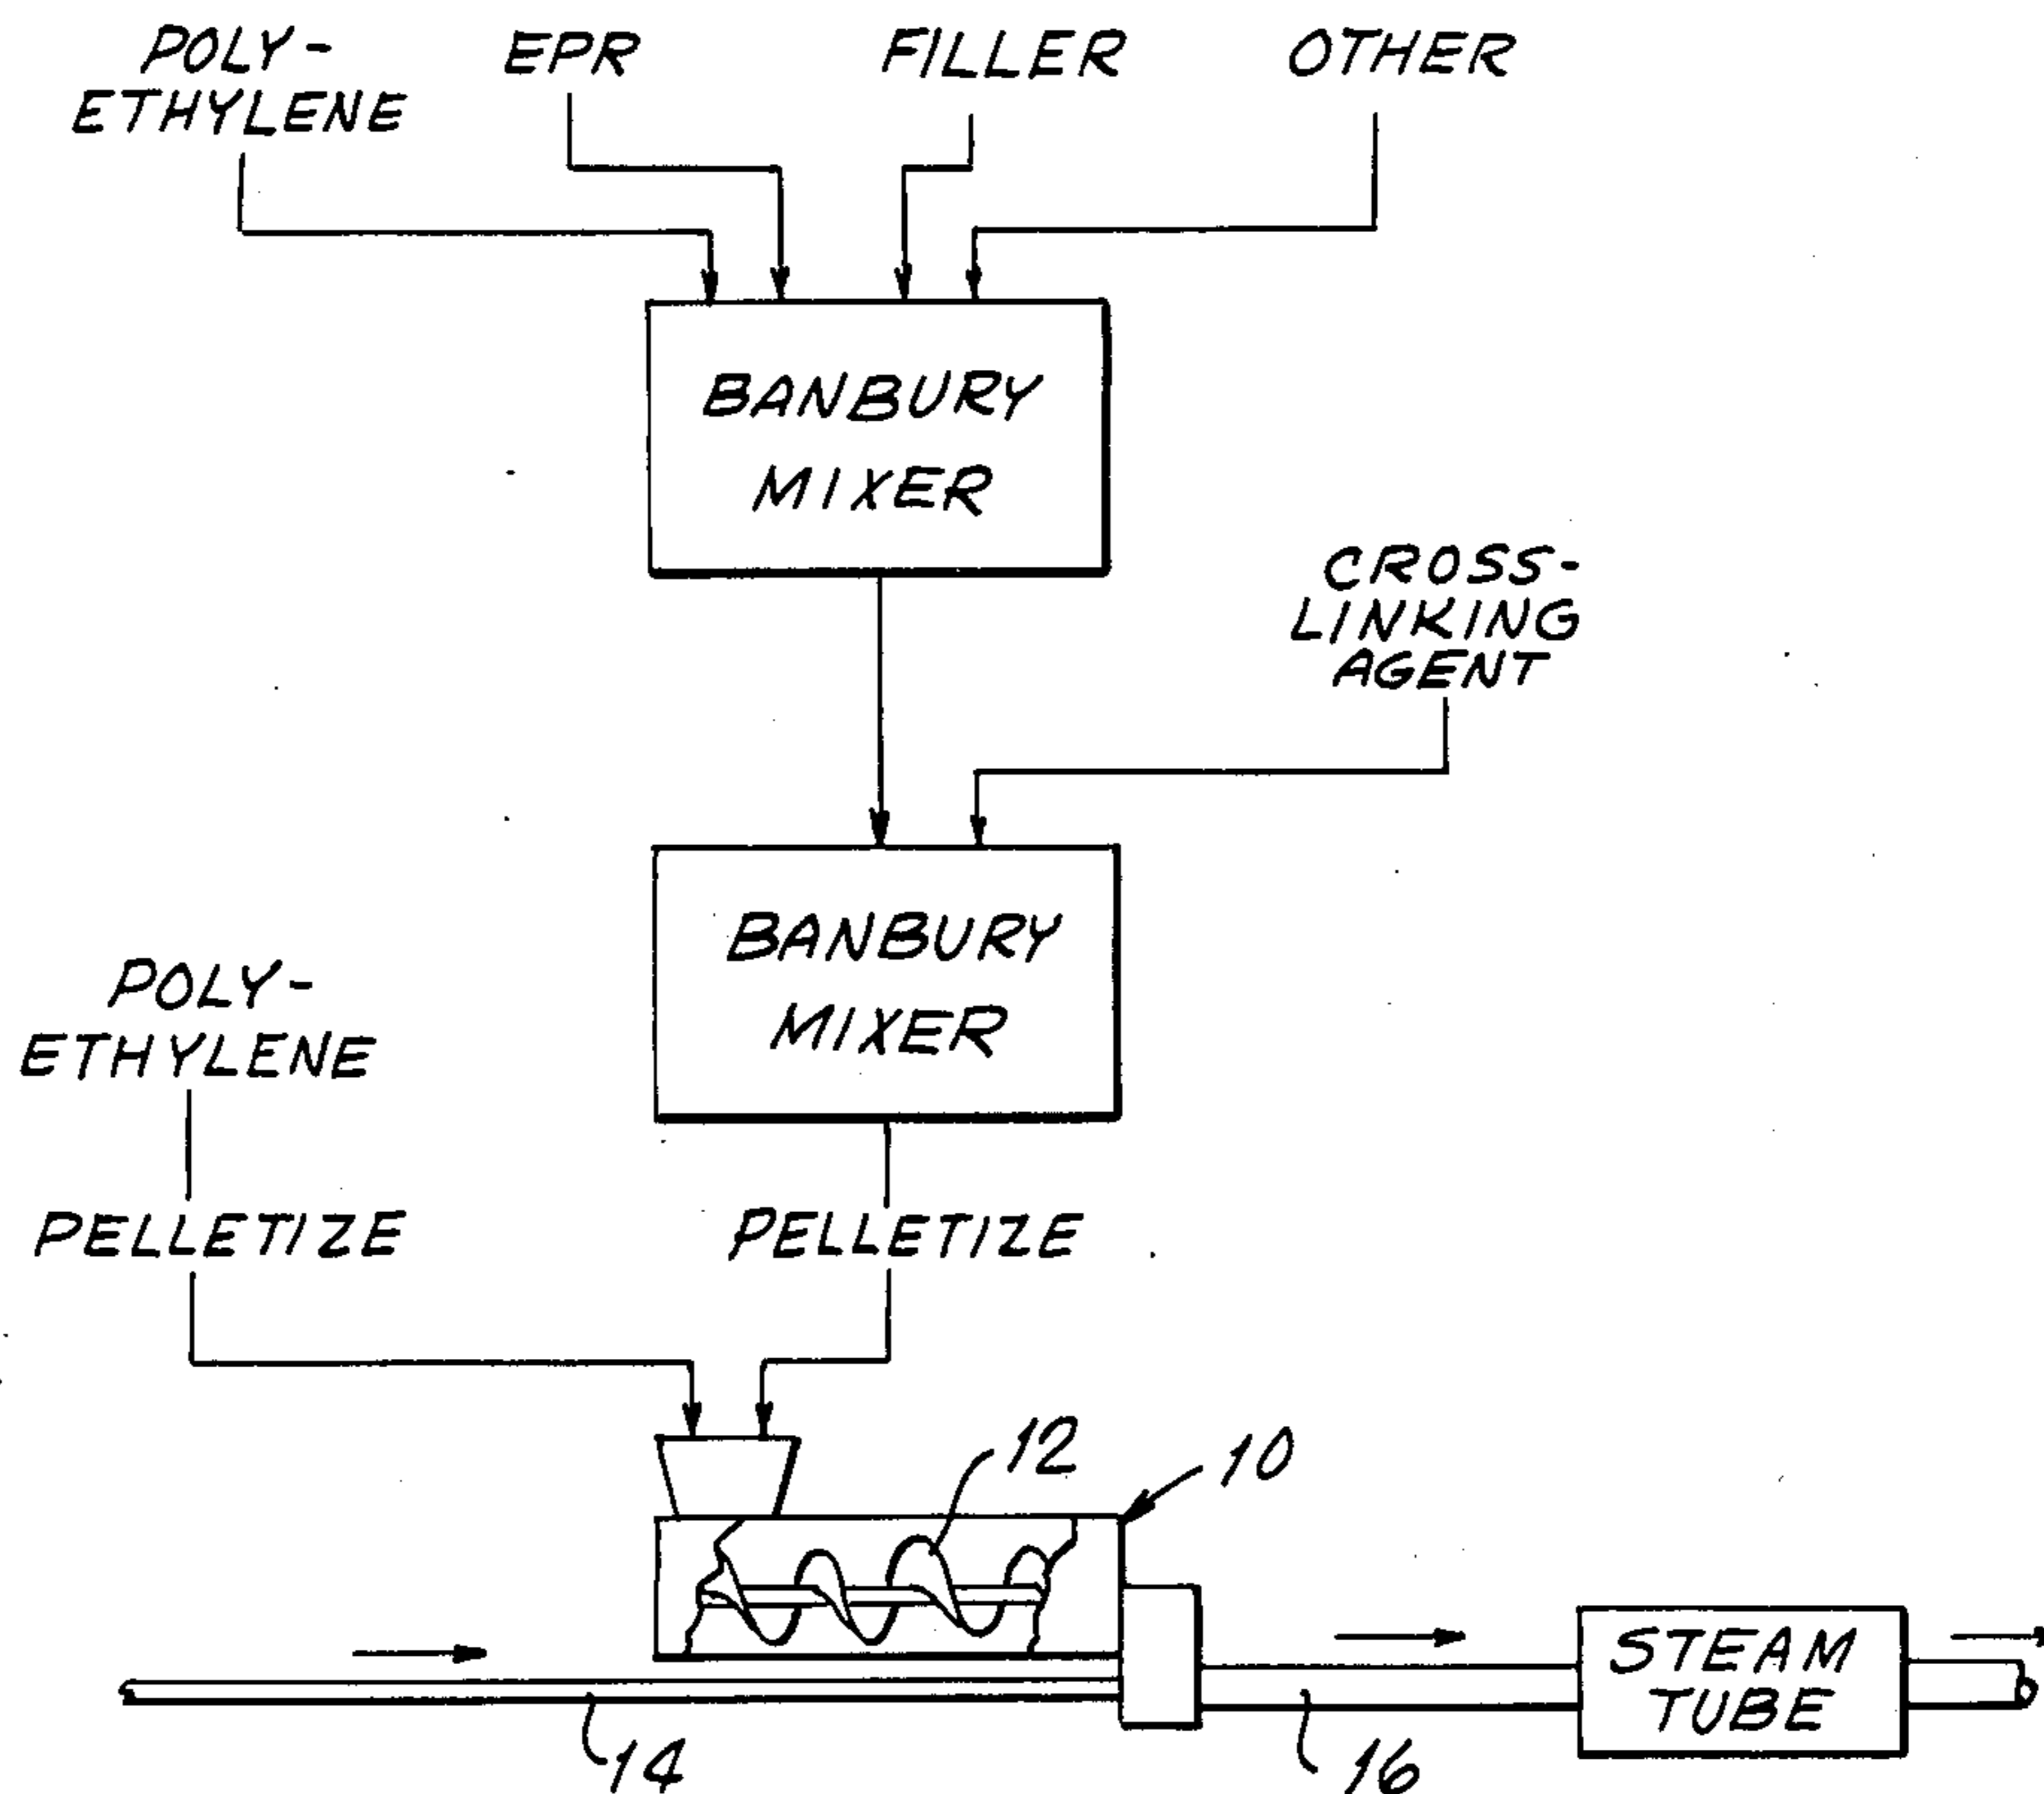 POLY-
ETHYLENE
EPR
FILLER
OTHER
BANBURY
MIXER
CROSS-
LINKING
AGENT
BANBURY
MIXER
POLY-
ETHYLENE
PELLETIZE
PELLETIZE
12
10
STEAM
TUBE
14
16